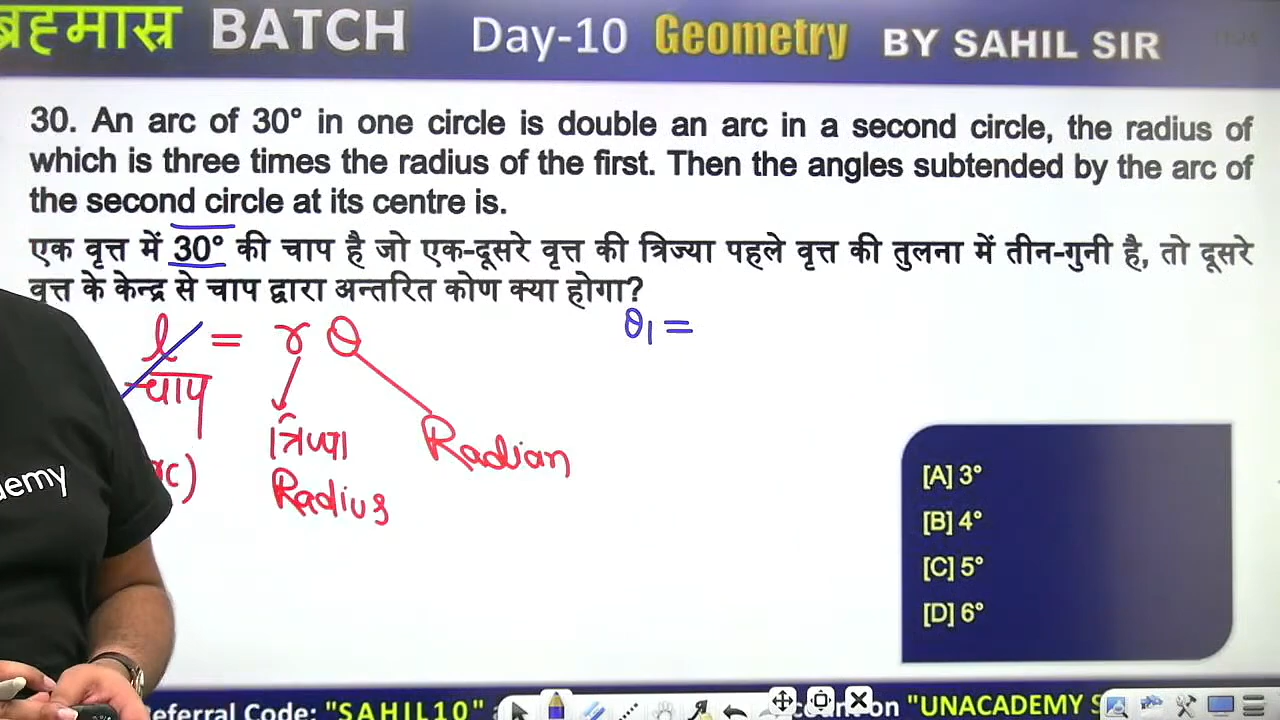 ब्रह्मास्र BATCH Day-10 Geometry BY SAHIL SIR
30. An arc of 30° in one circle is double an arc in a second circle, the radius of
which is three times the radius of the first. Then the angles subtended by the arc of
the second circle at its centre is.
एक वृत्त में 30° की चाप है जो एक-दूसरे वृत्त की त्रिज्या पहले वृत्त की तुलना में तीन-गुनी है, तो दूसरे
वृत्त के केन्द्र से चाप द्वारा अन्तरित कोण क्या होगा?
l = r θ
θ₁ =
चाप
त्रिज्या
Radian
Radius
[A] 3°
[B] 4°
[C] 5°
[D] 6°
eferral Code: "SAHIL10"
on "UNACADEMY S